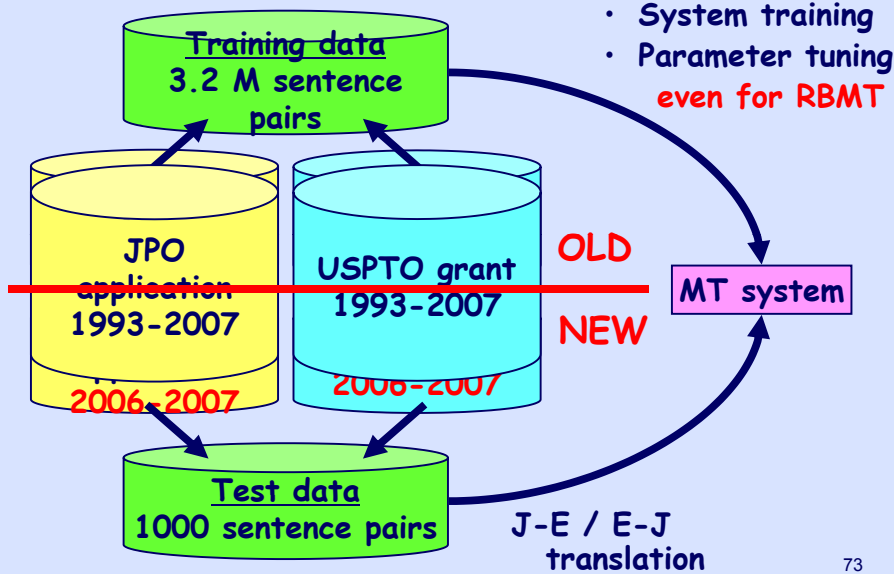 • System training
• Parameter tuning
even for RBMT
Training data
3.2 M sentence
pairs
JPO
application
1993-2007
2006-2007
USPTO grant
1993-2007
2006-2007
OLD
NEW
MT system
Test data
1000 sentence pairs
J-E / E-J
translation
73